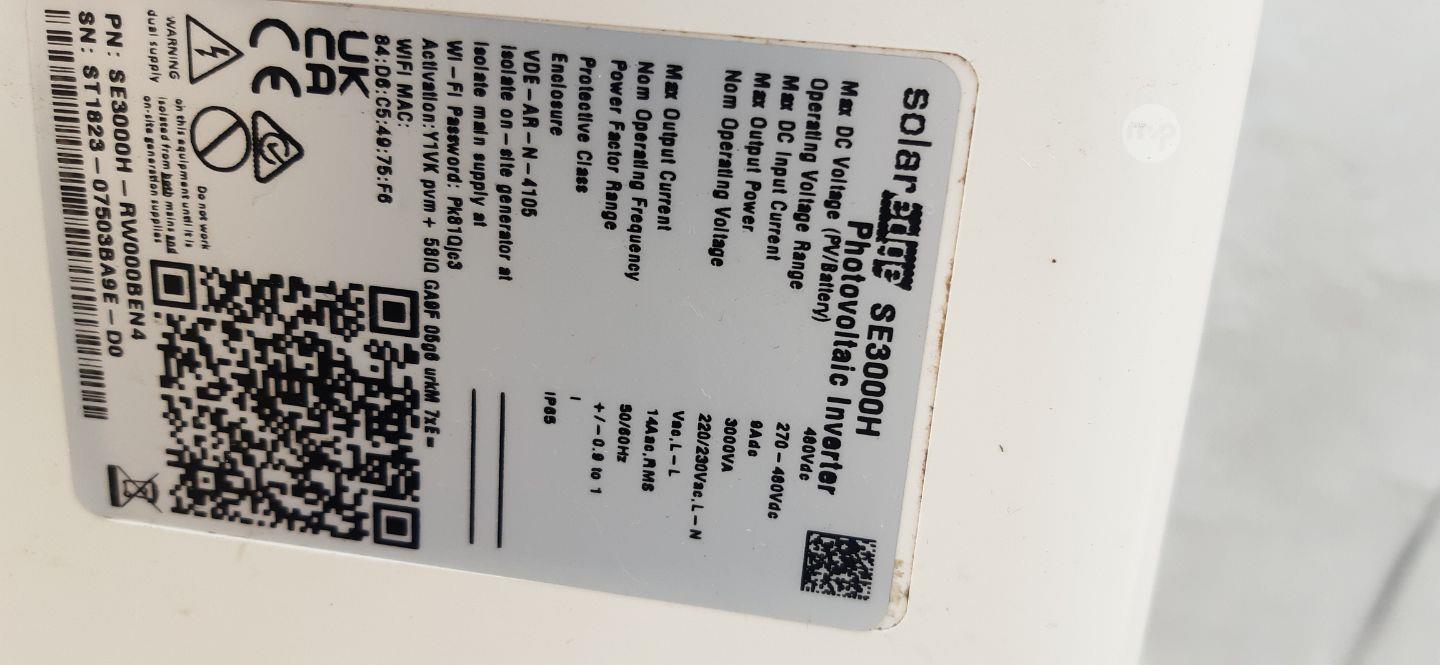 solaredge SE3000H
Photovoltaic Inverter
Max DC Voltage (PV/Battery) 480Vdc
Operating Voltage Range 270-480Vdc
Max DC Input Current 9Adc
Max Output Power 3000VA
Nom Operating Voltage 220/230Vac,L-N
Vac,L-L
Max Output Current 14Aac,RMS
Nom Operating Frequency 50/60Hz
Power Factor Range +/-0.9 to 1
Protective Class I
Enclosure IP65
VDE-AR-N-4105
Isolate on-site generator at
Isolate main supply at
Wi-Fi Password: Pk81Qjc3
Activation: Y1VK pvm+ 58IQ GA9F 06g6 urkM 7xE=
WIFI MAC:
84:D6:C5:49:75:F6
UK
CA
CE
WARNING
dual supply
Do not work
on this equipment until it is
isolated from both mains and
on-site generation supplies
PN: SE3000H-RW000BEN4
SN: ST1823-07503BA9E-D0